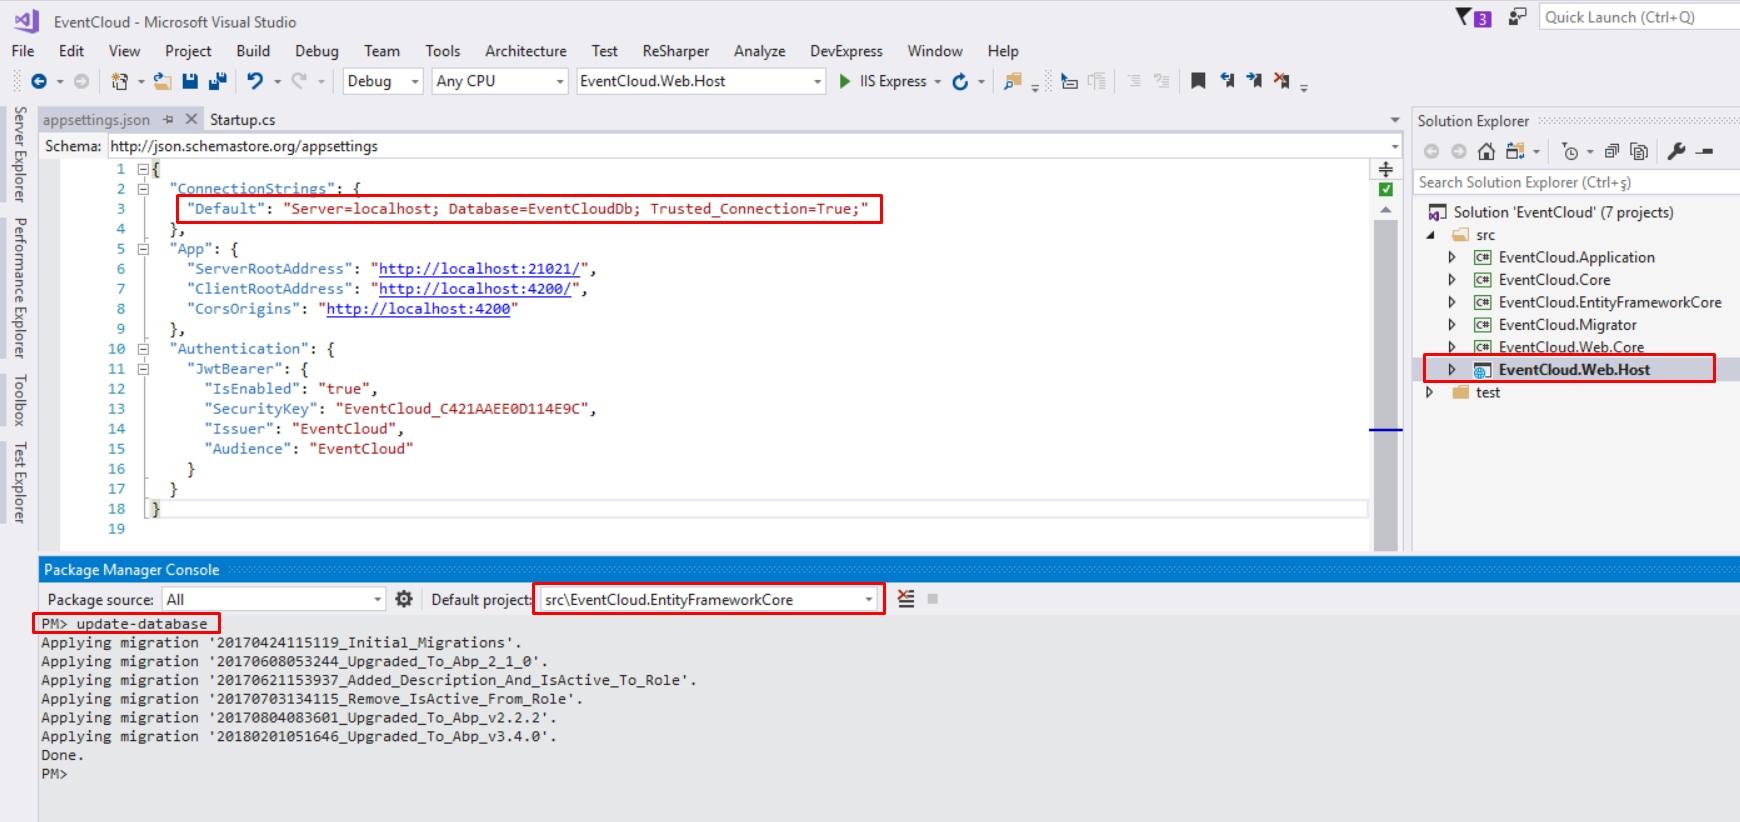 EventCloud - Microsoft Visual Studio
3
Quick Launch (Ctrl+Q)
File Edit View Project Build Debug Team Tools Architecture Test ReSharper Analyze DevExpress Window Help
Debug Any CPU EventCloud.Web.Host IIS Express
Server Explorer
Performance Explorer
Toolbox
Test Explorer
appsettings.json Startup.cs
Schema: http://json.schemastore.org/appsettings
1 {
2 "ConnectionStrings": {
3 "Default": "Server=localhost; Database=EventCloudDb; Trusted_Connection=True;"
4 },
5 "App": {
6 "ServerRootAddress": "http://localhost:21021/",
7 "ClientRootAddress": "http://localhost:4200/",
8 "CorsOrigins": "http://localhost:4200"
9 },
10 "Authentication": {
11 "JwtBearer": {
12 "IsEnabled": "true",
13 "SecurityKey": "EventCloud_C421AAEE0D114E9C",
14 "Issuer": "EventCloud",
15 "Audience": "EventCloud"
16 }
17 }
18 }
19
Solution Explorer
Search Solution Explorer (Ctrl+ş)
Solution 'EventCloud' (7 projects)
src
C# EventCloud.Application
C# EventCloud.Core
C# EventCloud.EntityFrameworkCore
C# EventCloud.Migrator
C# EventCloud.Web.Core
EventCloud.Web.Host
test
Package Manager Console
Package source: All Default project: src\EventCloud.EntityFrameworkCore
PM> update-database
Applying migration '20170424115119_Initial_Migrations'.
Applying migration '20170608053244_Upgraded_To_Abp_2_1_0'.
Applying migration '20170621153937_Added_Description_And_IsActive_To_Role'.
Applying migration '20170703134115_Remove_IsActive_From_Role'.
Applying migration '20170804083601_Upgraded_To_Abp_v2.2.2'.
Applying migration '20180201051646_Upgraded_To_Abp_v3.4.0'.
Done.
PM>